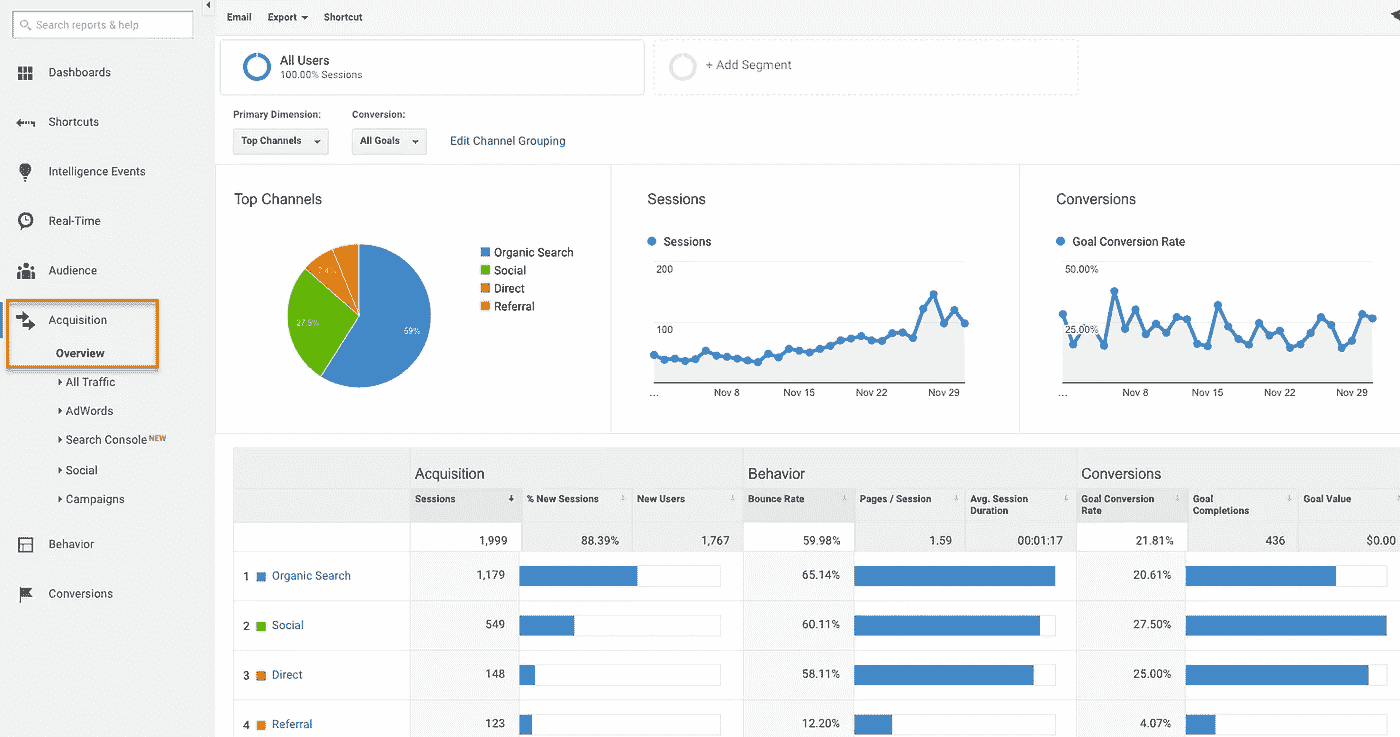 Search reports & help
Email Export Shortcut
Dashboards
Shortcuts
Intelligence Events
Real-Time
Audience
Acquisition
Overview
All Traffic
AdWords
Search Console NEW
Social
Campaigns
Behavior
Conversions
All Users
100.00% Sessions
+ Add Segment
Primary Dimension: Conversion:
Top Channels All Goals Edit Channel Grouping
Top Channels
Organic Search
Social
Direct
Referral
59%
27.5%
7.4%
Sessions
Sessions
200
100
... Nov 8 Nov 15 Nov 22 Nov 29
Conversions
Goal Conversion Rate
50.00%
25.00%
... Nov 8 Nov 15 Nov 22 Nov 29
Acquisition Behavior Conversions
Sessions % New Sessions New Users Bounce Rate Pages / Session Avg. Session Duration Goal Conversion Rate Goal Completions Goal Value
1,999 88.39% 1,767 59.98% 1.59 00:01:17 21.81% 436 $0.00
1 Organic Search 1,179 65.14% 20.61%
2 Social 549 60.11% 27.50%
3 Direct 148 58.11% 25.00%
4 Referral 123 12.20% 4.07%